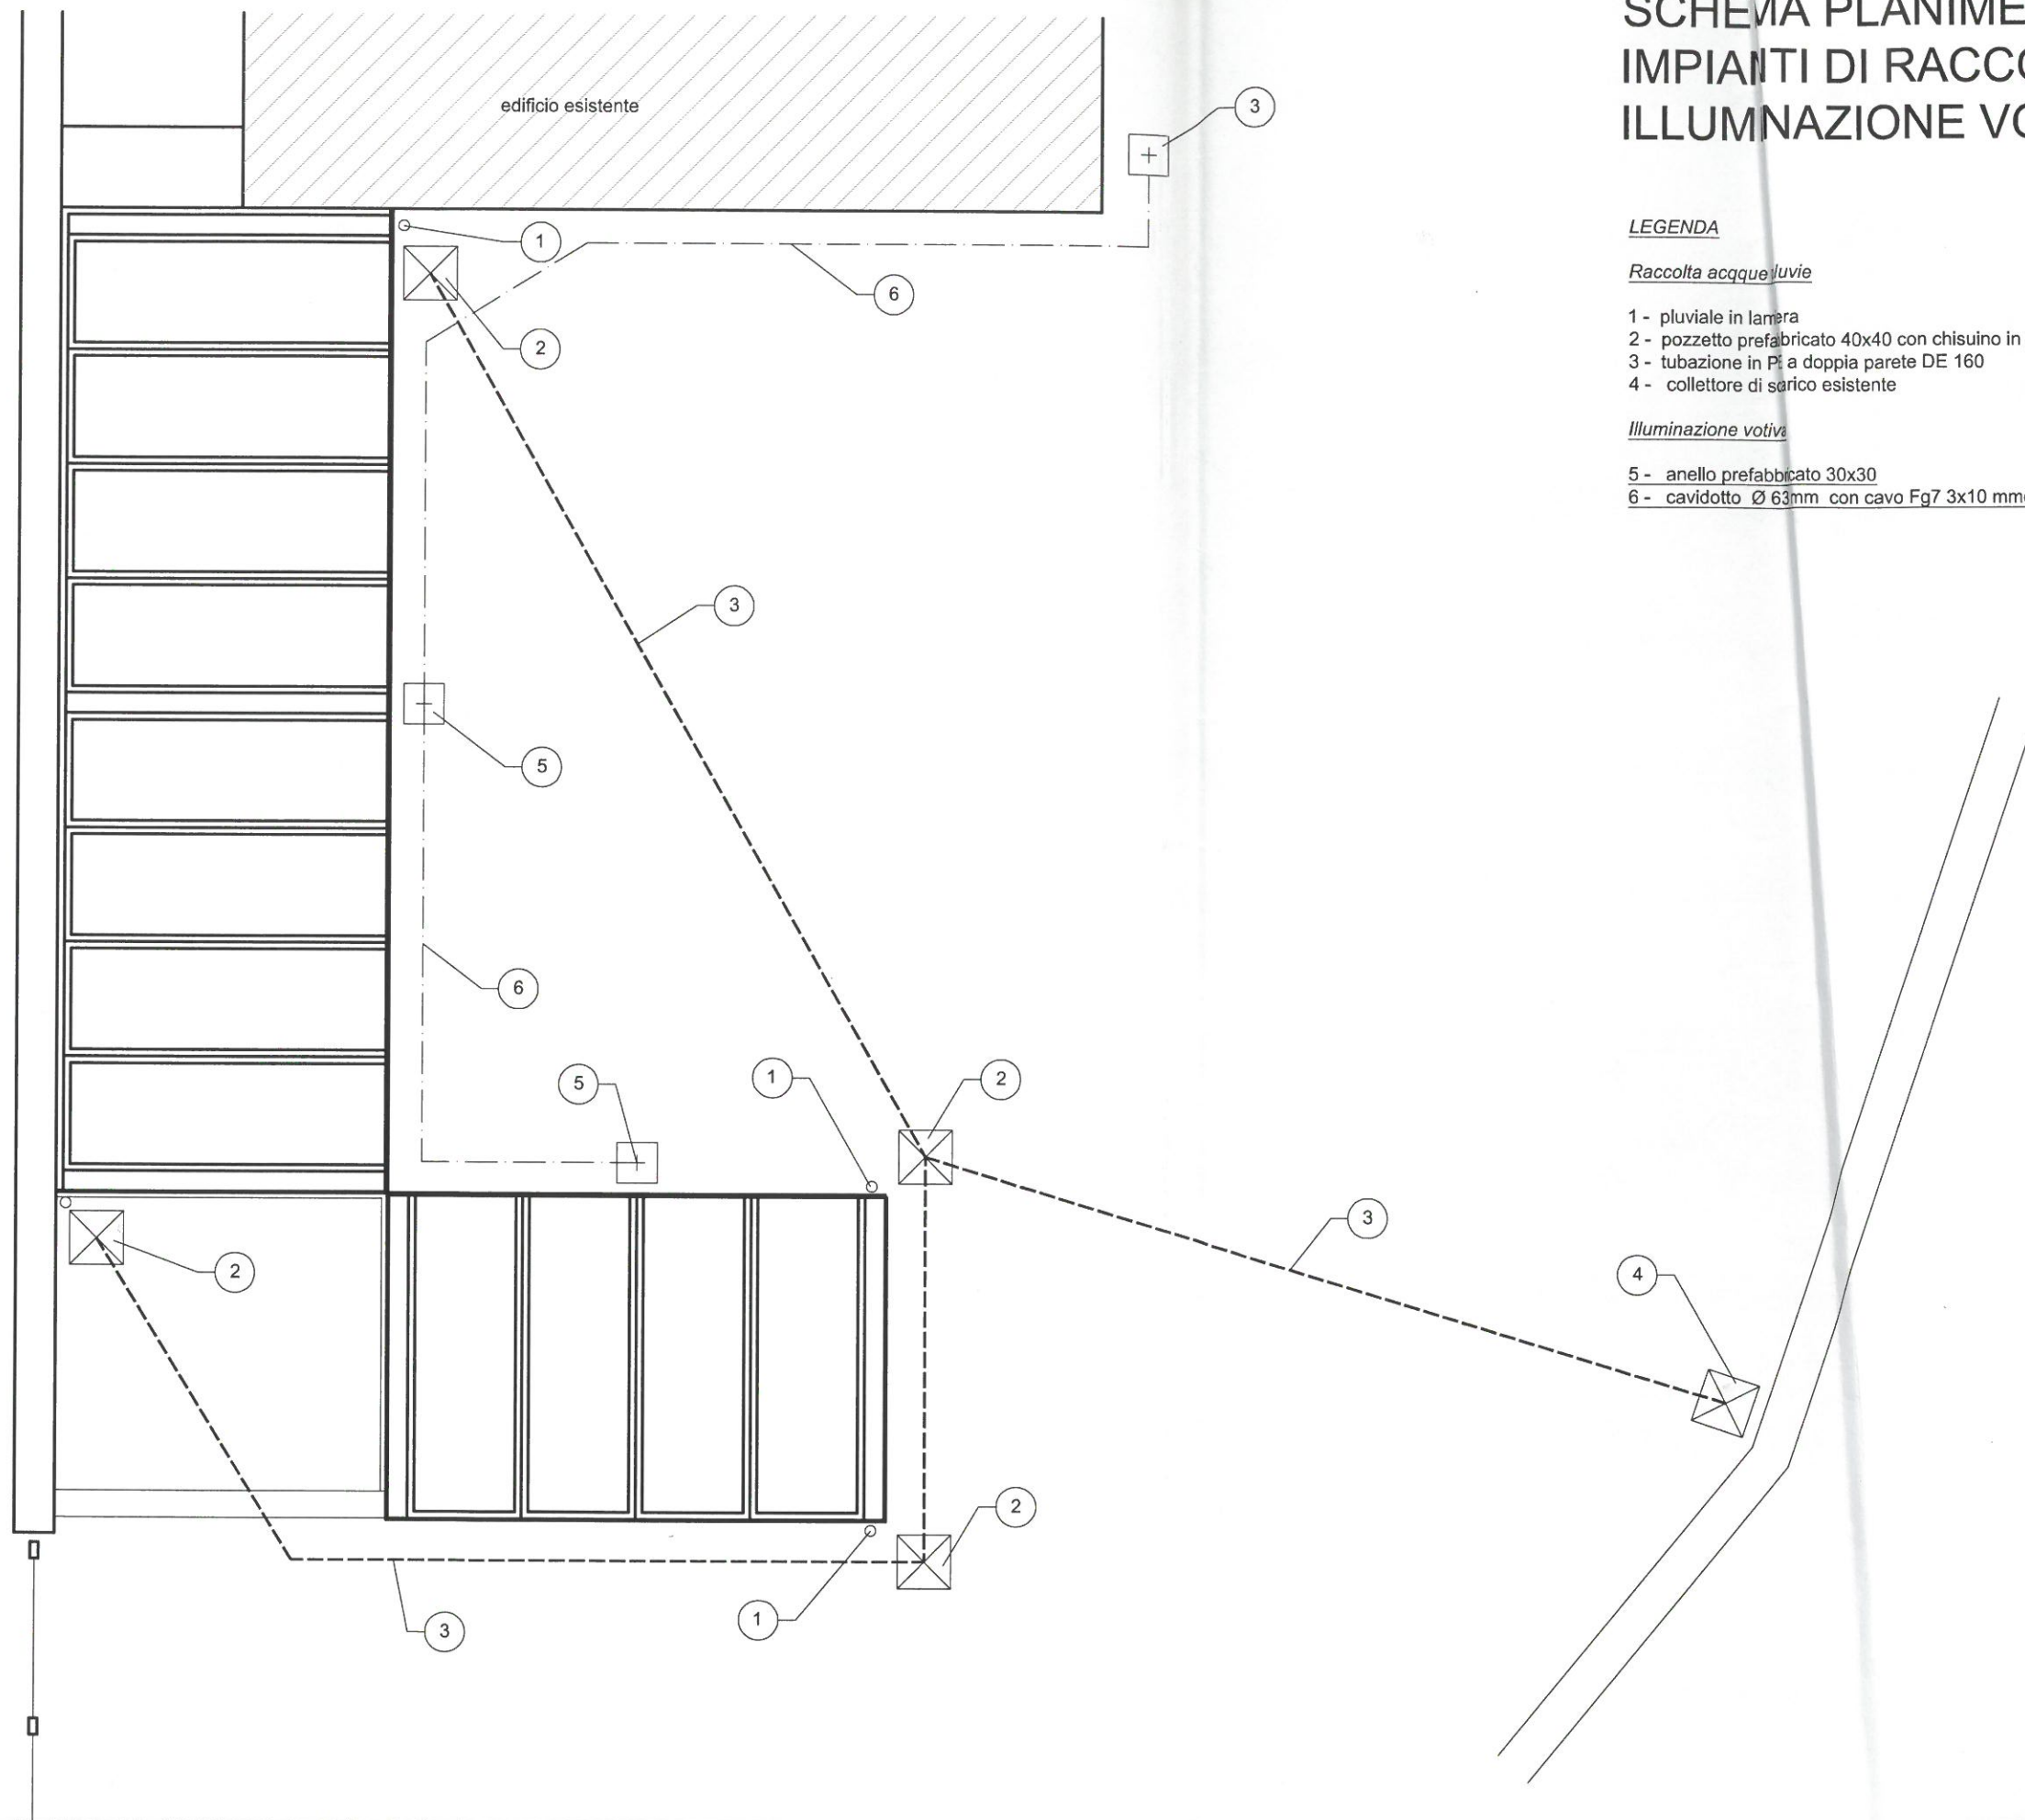 SCHEMA PLANIME
IMPIANTI DI RACCO
ILLUMNAZIONE VO
edificio esistente
3
LEGENDA
1
Raccolta acqque luvie
6
1 - pluviale in lamera
2 - pozzetto prefabbricato 40x40 con chisuino in
2
3 - tubazione in P a doppia parete DE 160
4 - collettore di scarico esistente
Illuminazione votiva
5 - anello prefabbricato 30x30
6 - cavidotto Ø 63mm con cavo Fg7 3x10 mm
3
5
6
5
1
2
3
2
4
2
1
3